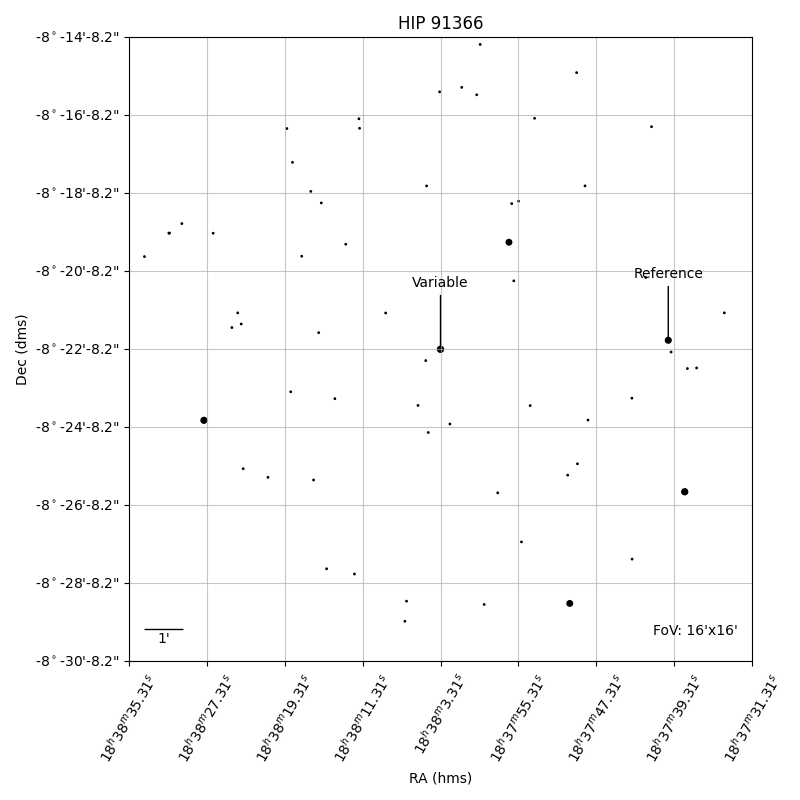 HIP 91366
-8°-14'-8.2"
-8°-16'-8.2"
-8°-18'-8.2"
-8°-20'-8.2"
-8°-22'-8.2"
-8°-24'-8.2"
-8°-26'-8.2"
-8°-28'-8.2"
-8°-30'-8.2"
Dec (dms)
Variable
Reference
1'
FoV: 16'x16'
18ʰ38ᵐ35.31ˢ
18ʰ38ᵐ27.31ˢ
18ʰ38ᵐ19.31ˢ
18ʰ38ᵐ11.31ˢ
18ʰ38ᵐ3.31ˢ
18ʰ37ᵐ55.31ˢ
18ʰ37ᵐ47.31ˢ
18ʰ37ᵐ39.31ˢ
18ʰ37ᵐ31.31ˢ
RA (hms)